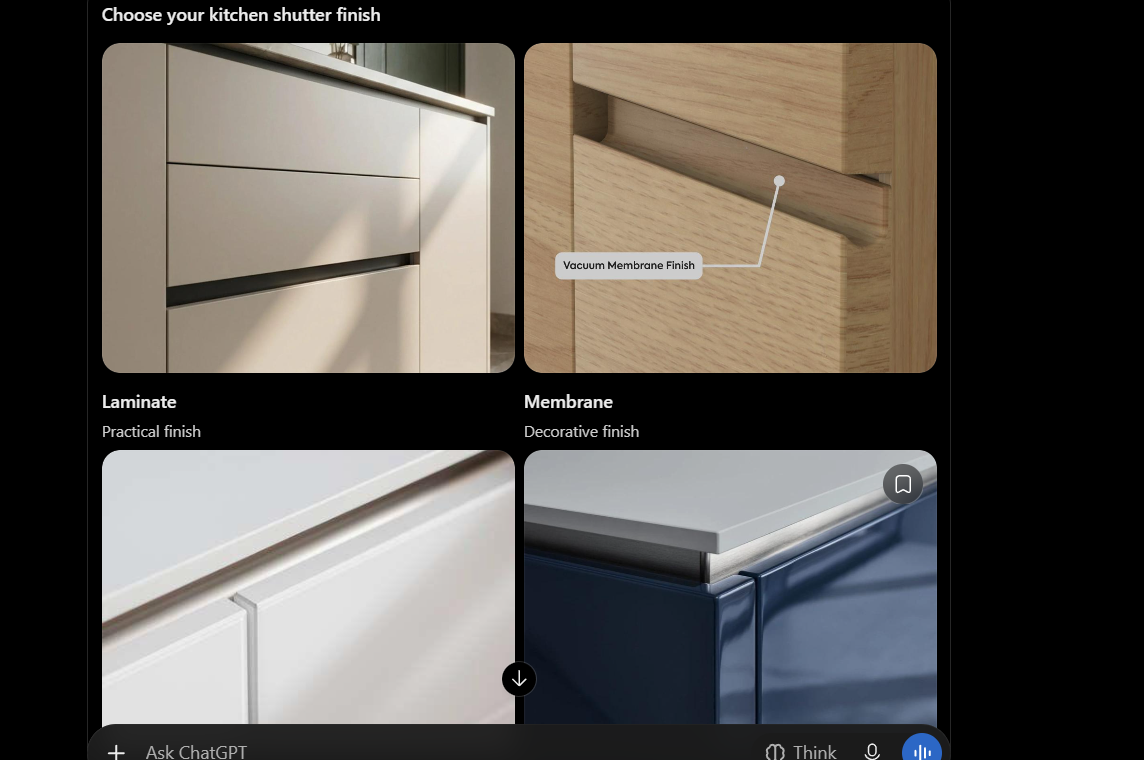 Choose your kitchen shutter finish
Vacuum Membrane Finish
Laminate
Membrane
Practical finish
Decorative finish
Ask ChatGPT
Think